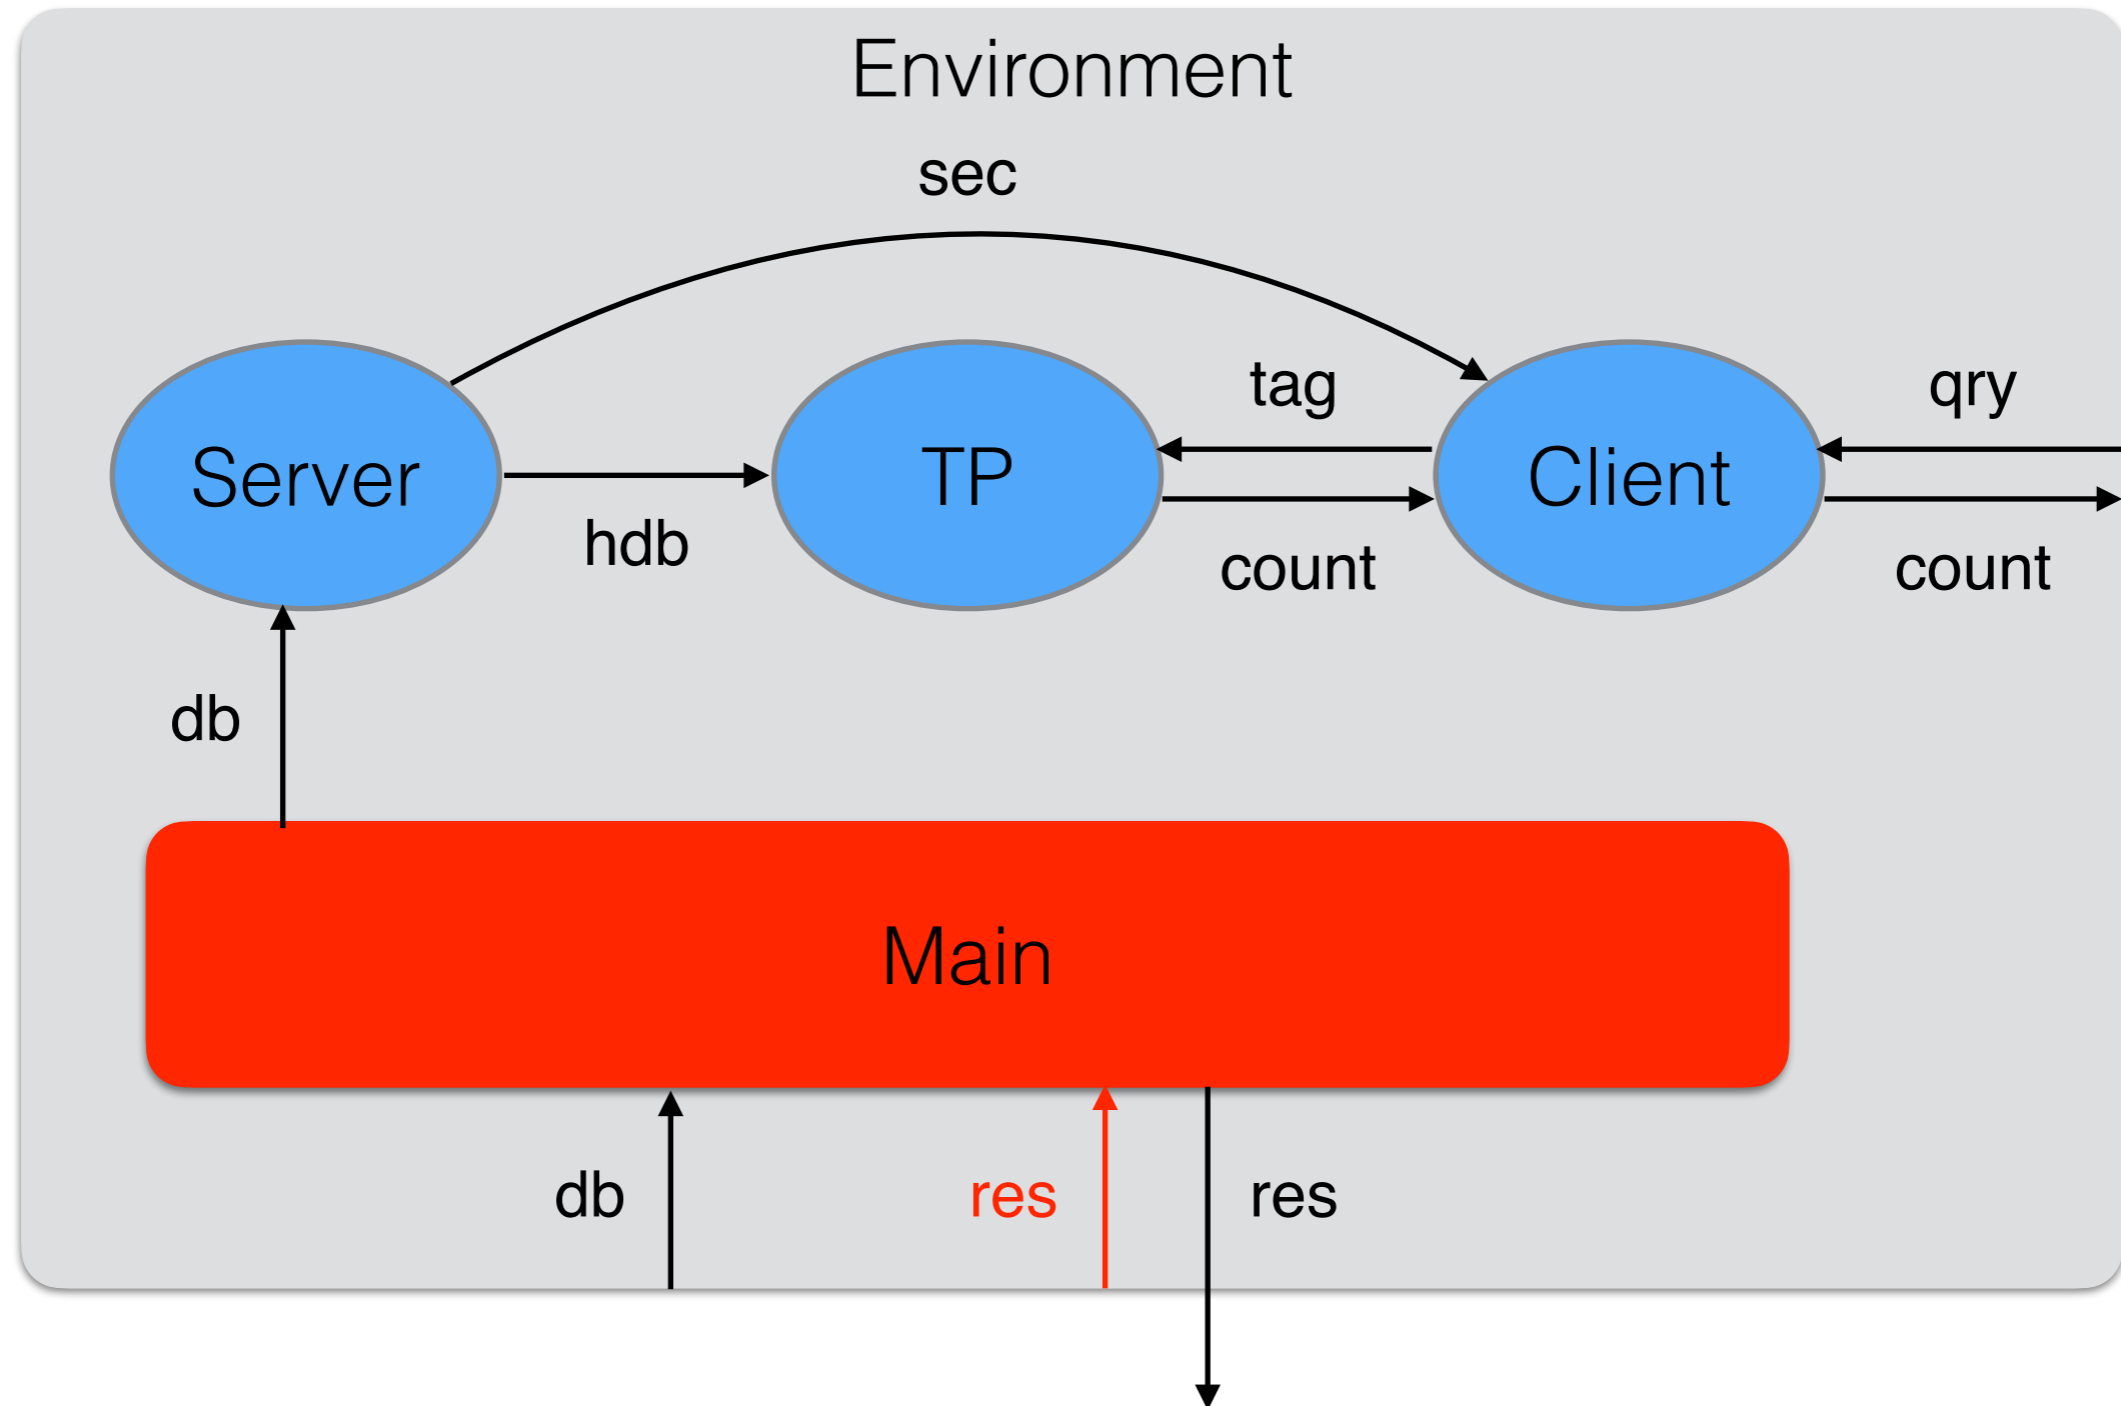 Environment
sec
tag
qry
Server
TP
Client
hdb
count
count
db
Main
db
res
res